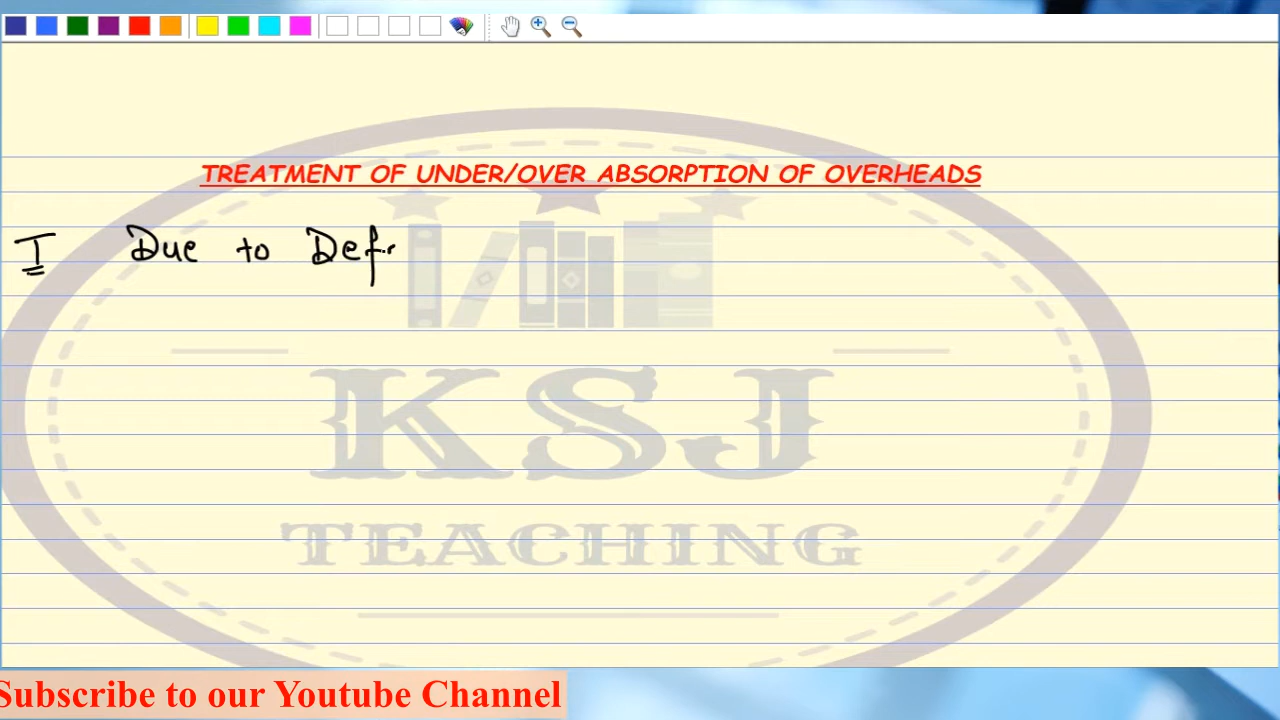 TREATMENT OF UNDER/OVER ABSORPTION OF OVERHEADS
I Due to Def
KSJ
TEACHING
Subscribe to our Youtube Channel